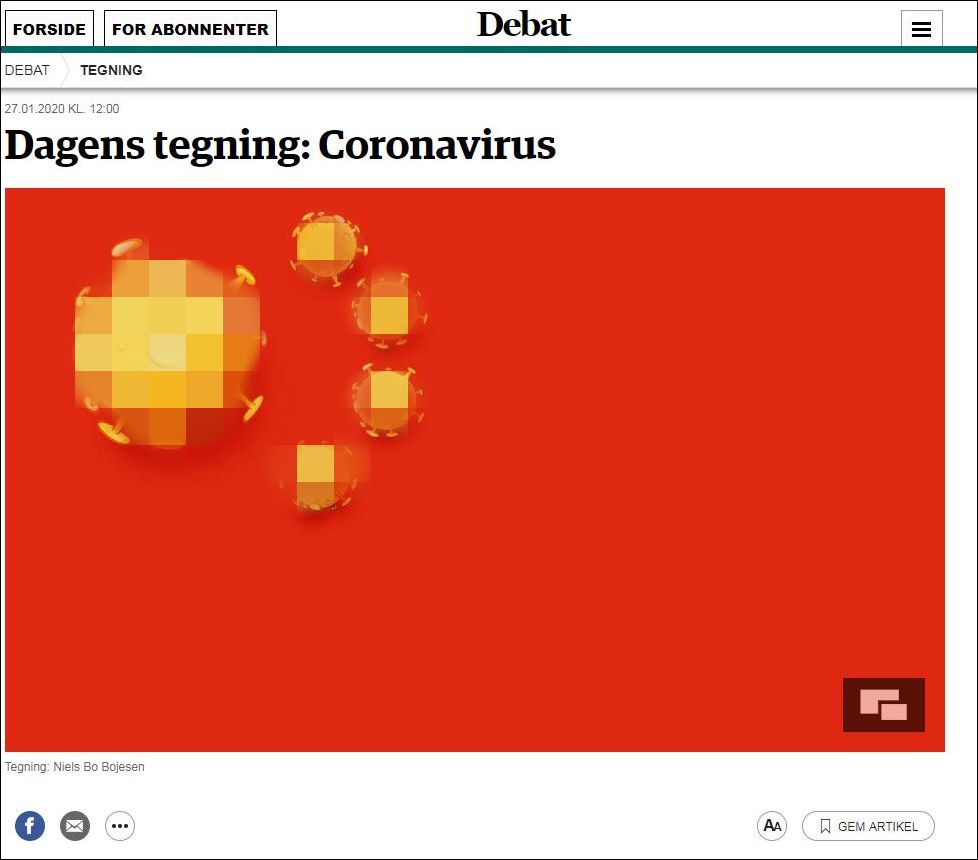 FORSIDE
FOR ABONNENTER
Debat
DEBAT
TEGNING
27.01.2020 KL. 12:00
Dagens tegning: Coronavirus
Tegning: Niels Bo Bojesen
f
AA
GEM ARTIKEL